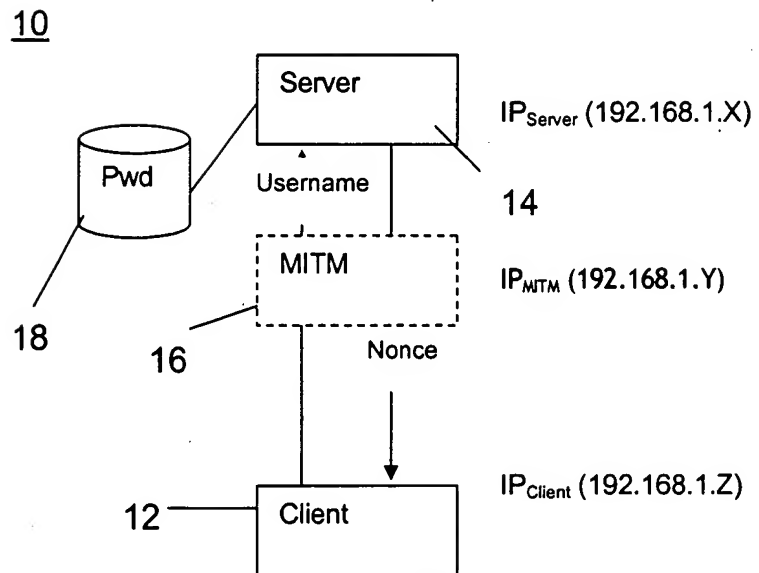 10
Server
IPServer (192.168.1.X)
Pwd
Username
14
MITM
IPMITM (192.168.1.Y)
18
16
Nonce
IPClient (192.168.1.Z)
12
Client